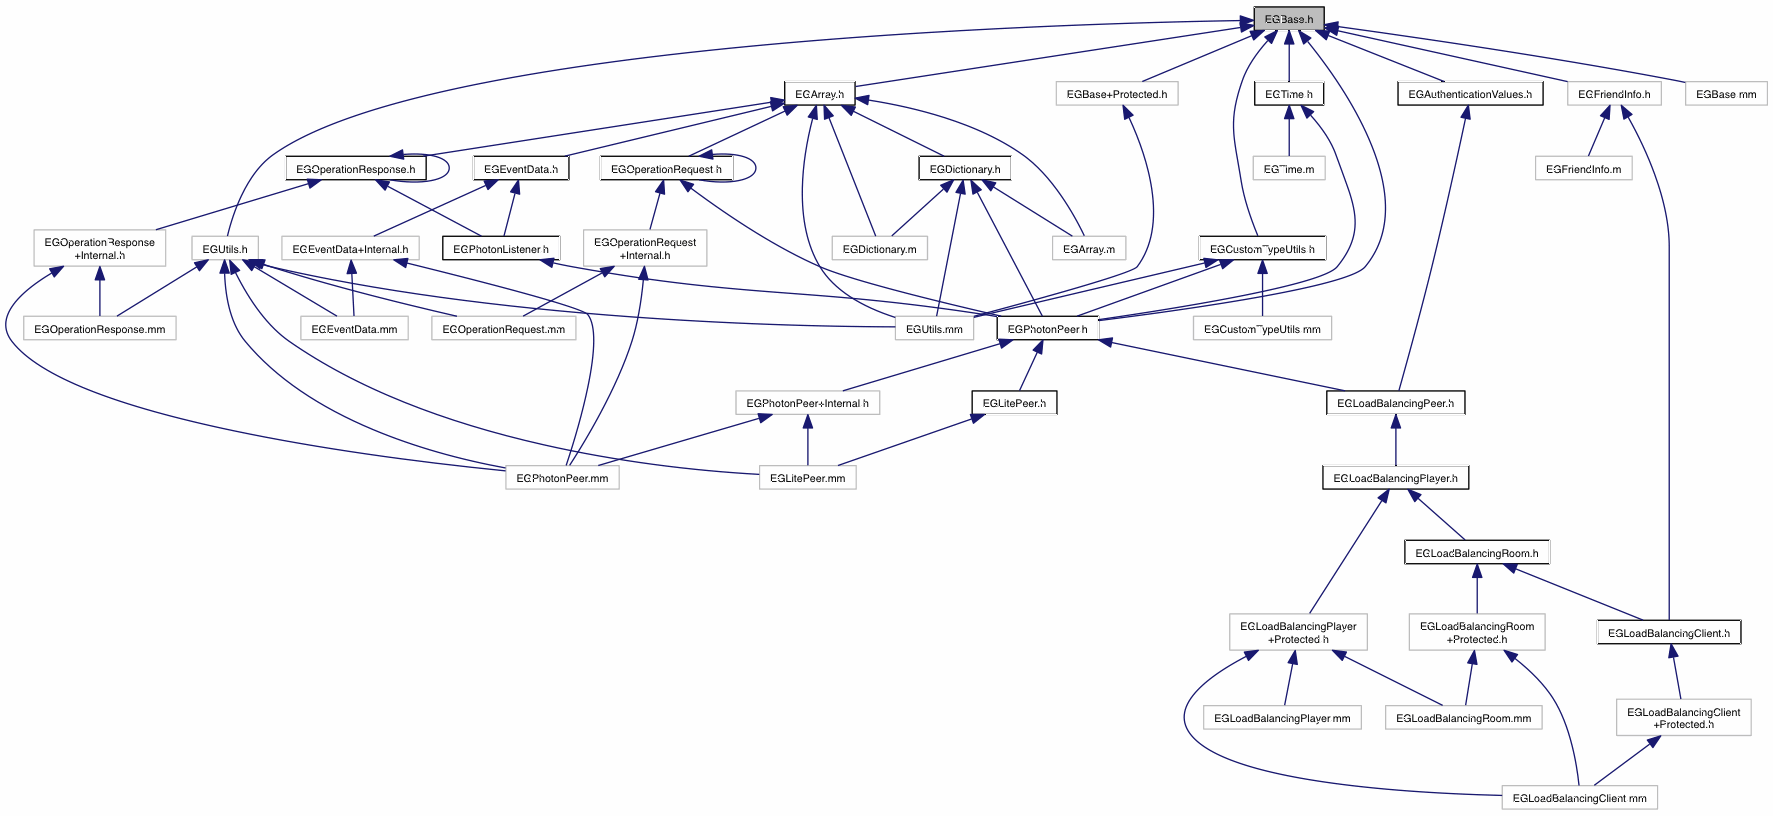 EGBase.h
EGArray.h
EGBase+Protected.h
EGTime.h
EGAuthenticationValues.h
EGFriendInfo.h
EGBase.mm
EGOperationResponse.h
EGEventData.h
EGOperationRequest.h
EGDictionary.h
EGTime.m
EGFriendInfo.m
EGOperationResponse
+Internal.h
EGUtils.h
EGEventData+Internal.h
EGPhotonListener.h
EGOperationRequest
+Internal.h
EGDictionary.m
EGArray.m
EGCustomTypeUtils.h
EGOperationResponse.mm
EGEventData.mm
EGOperationRequest.mm
EGUtils.mm
EGPhotonPeer.h
EGCustomTypeUtils.mm
EGPhotonPeer+Internal.h
EGLitePeer.h
EGLoadBalancingPeer.h
EGPhotonPeer.mm
EGLitePeer.mm
EGLoadBalancingPlayer.h
EGLoadBalancingRoom.h
EGLoadBalancingPlayer
+Protected.h
EGLoadBalancingRoom
+Protected.h
EGLoadBalancingClient.h
EGLoadBalancingPlayer.mm
EGLoadBalancingRoom.mm
EGLoadBalancingClient
+Protected.h
EGLoadBalancingClient.mm